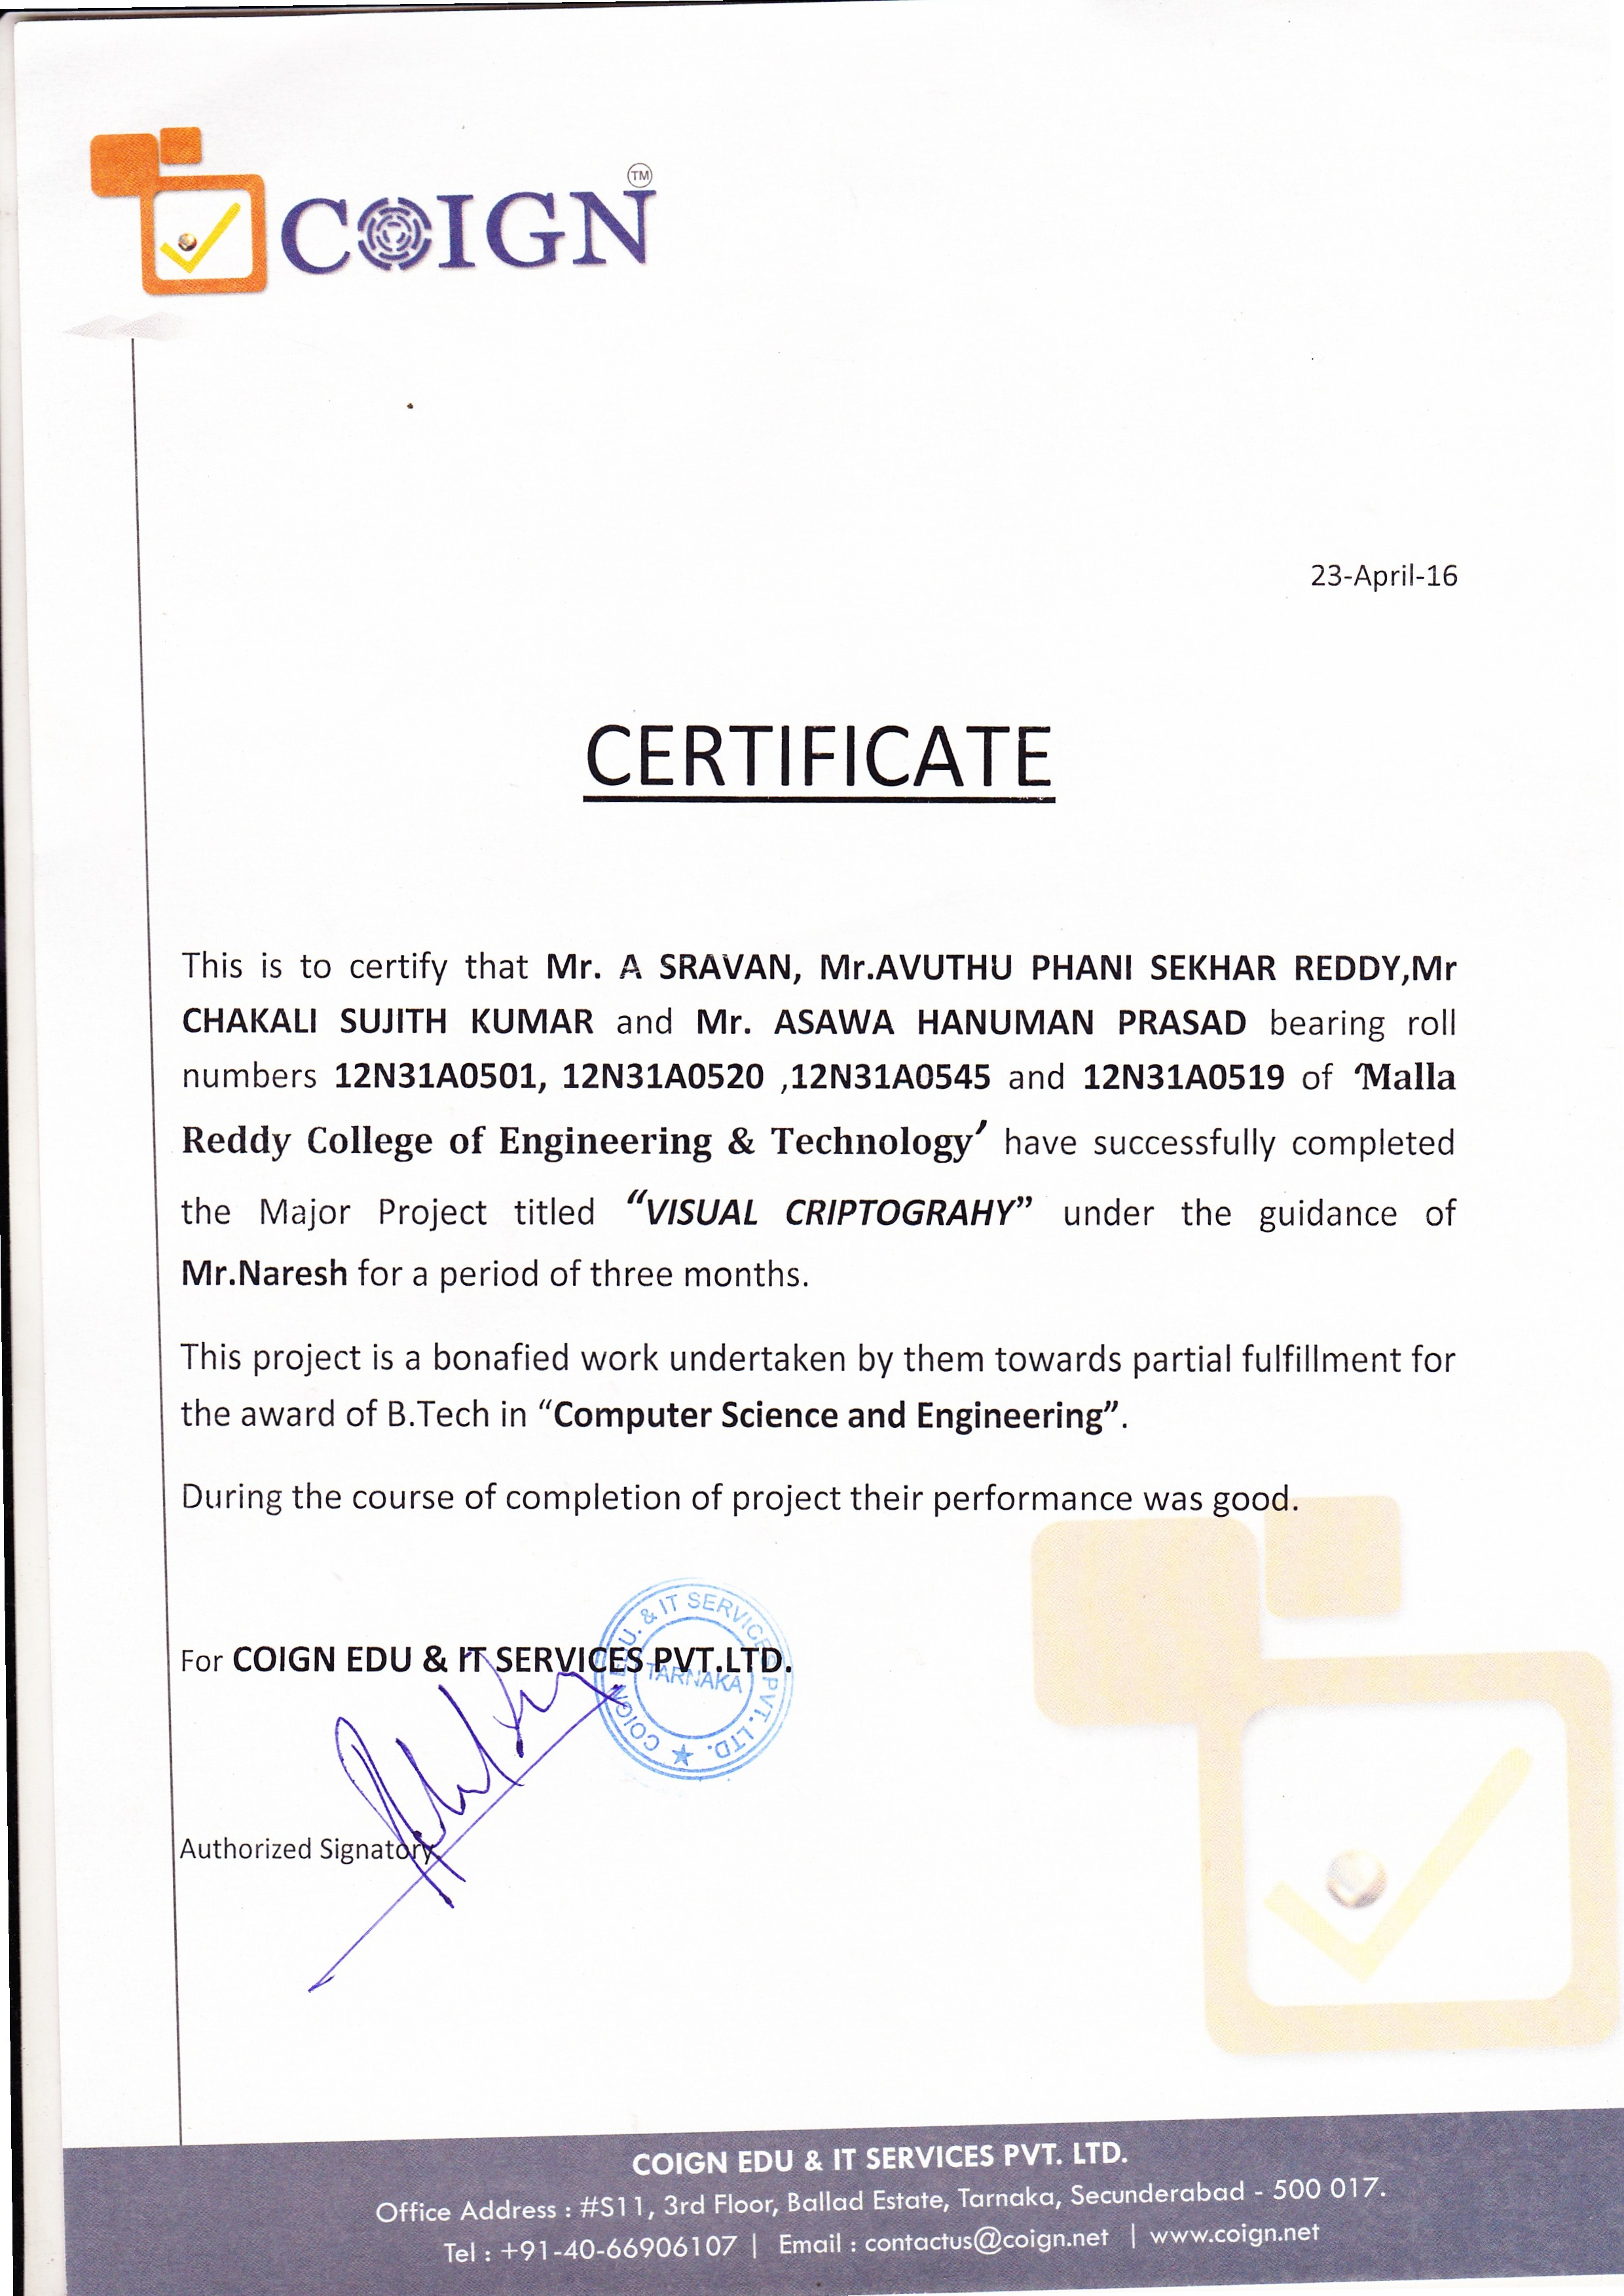 COIGN TM
23-April-16
CERTIFICATE
This is to certify that Mr. A SRAVAN, Mr.AVUTHU PHANI SEKHAR REDDY,Mr
CHAKALI SUJITH KUMAR and Mr. ASAWA HANUMAN PRASAD bearing roll
numbers 12N31A0501, 12N31A0520 ,12N31A0545 and 12N31A0519 of ‘Malla
Reddy College of Engineering & Technology’ have successfully completed
the Major Project titled “VISUAL CRIPTOGRAHY” under the guidance of
Mr.Naresh for a period of three months.
This project is a bonafied work undertaken by them towards partial fulfillment for
the award of B.Tech in “Computer Science and Engineering”.
During the course of completion of project their performance was good.
For COIGN EDU & IT SERVICES PVT.LTD.
COIGN EDU. & IT SERVICES PVT. LTD. ★
TARNAKA
Authorized Signatory
COIGN EDU & IT SERVICES PVT. LTD.
Office Address : #S11, 3rd Floor, Ballad Estate, Tarnaka, Secunderabad - 500 017.
Tel : +91-40-66906107 | Email : contactus@coign.net | www.coign.net